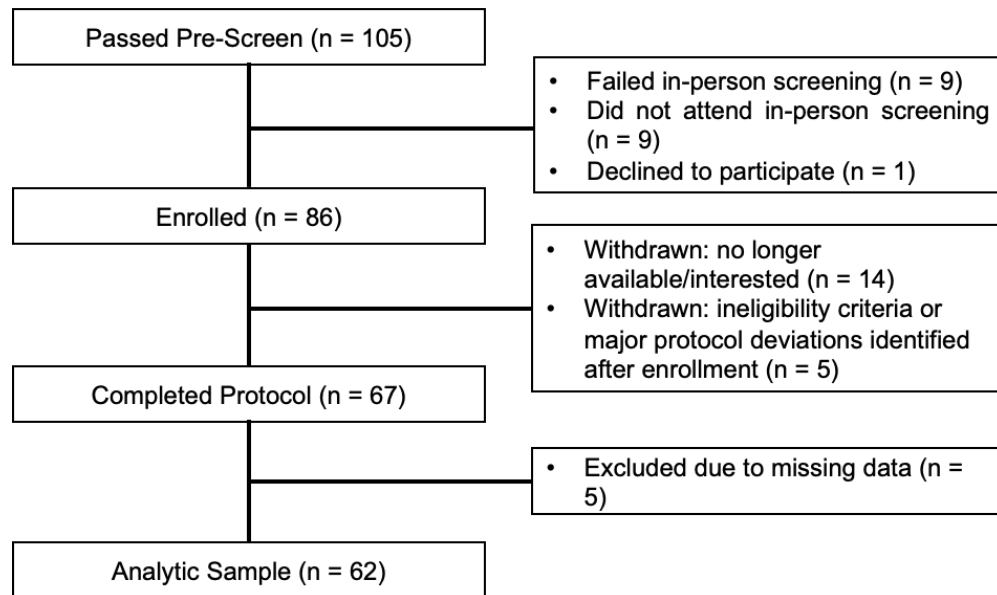 Passed Pre-Screen (n = 105)
• Failed in-person screening (n = 9)
• Did not attend in-person screening
(n = 9)
• Declined to participate (n = 1)
Enrolled (n = 86)
• Withdrawn: no longer
available/interested (n = 14)
• Withdrawn: ineligibility criteria or
major protocol deviations identified
after enrollment (n = 5)
Completed Protocol (n = 67)
• Excluded due to missing data (n =
5)
Analytic Sample (n = 62)